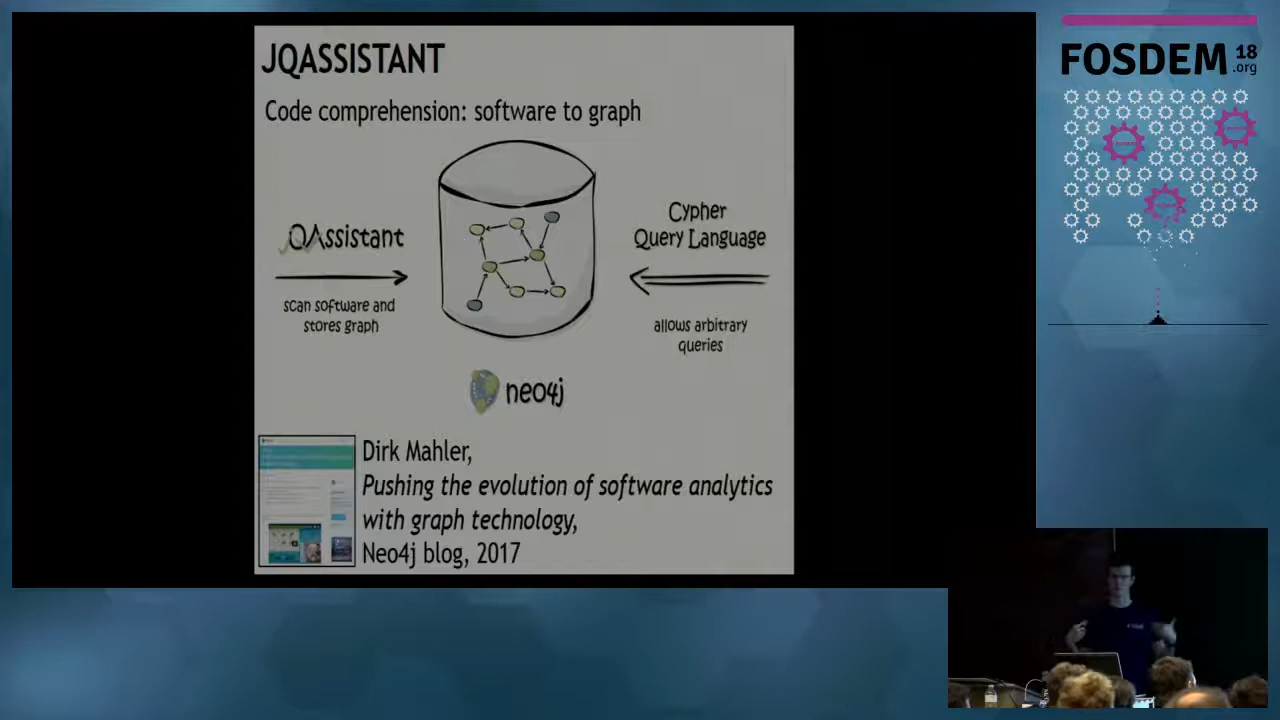 JQASSISTANT
Code comprehension: software to graph
jQAssistant
scan software and
stores graph
Cypher
Query Language
allows arbitrary
queries
neo4j
Dirk Mahler,
Pushing the evolution of software analytics
with graph technology,
Neo4j blog, 2017
FOSDEM 18
.org